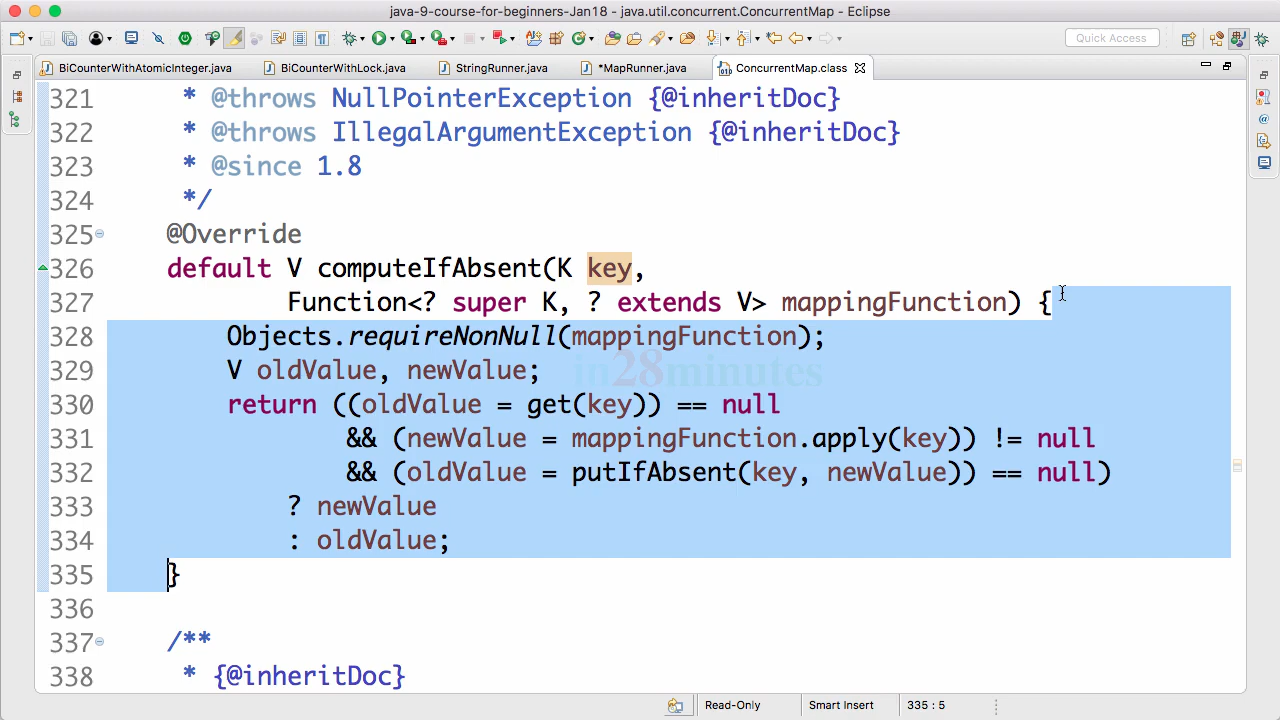 java-9-course-for-beginners-Jan18 - java.util.concurrent.ConcurrentMap - Eclipse
Quick Access
BiCounterWithAtomicInteger.java
BiCounterWithLock.java
StringRunner.java
*MapRunner.java
ConcurrentMap.class
321 * @throws NullPointerException {@inheritDoc}
322 * @throws IllegalArgumentException {@inheritDoc}
323 * @since 1.8
324 */
325 @Override
326 default V computeIfAbsent(K key,
327 Function<? super K, ? extends V> mappingFunction) {
328 Objects.requireNonNull(mappingFunction);
329 V oldValue, newValue;
330 return ((oldValue = get(key)) == null
331 && (newValue = mappingFunction.apply(key)) != null
332 && (oldValue = putIfAbsent(key, newValue)) == null)
333 ? newValue
334 : oldValue;
335 }
336
337 /**
338 * {@inheritDoc}
in28minutes
Read-Only
Smart Insert
335 : 5